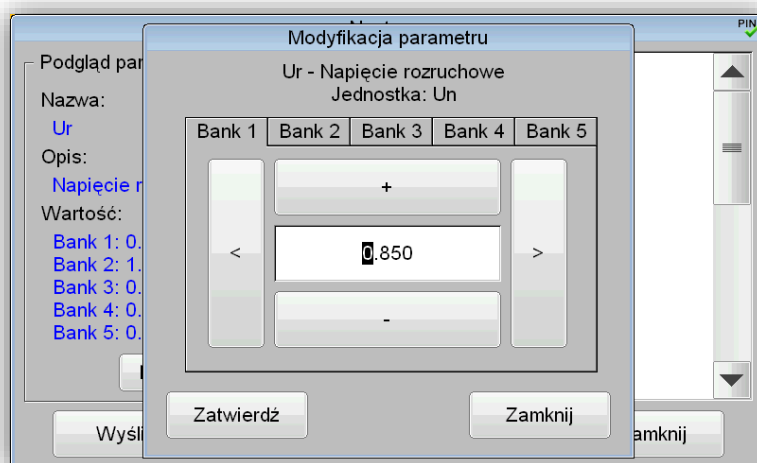 PIN
Modyfikacja parametru
Podgląd par
Ur - Napięcie rozruchowe
Jednostka: Un
Nazwa:
Ur
Opis:
Napięcie r
Wartość:
Bank 1: 0.
Bank 2: 1.
Bank 3: 0.
Bank 4: 0.
Bank 5: 0.
Bank 1 Bank 2 Bank 3 Bank 4 Bank 5
+
< 0.850 >
-
Zatwierdź Zamknij
Wyśli amknij